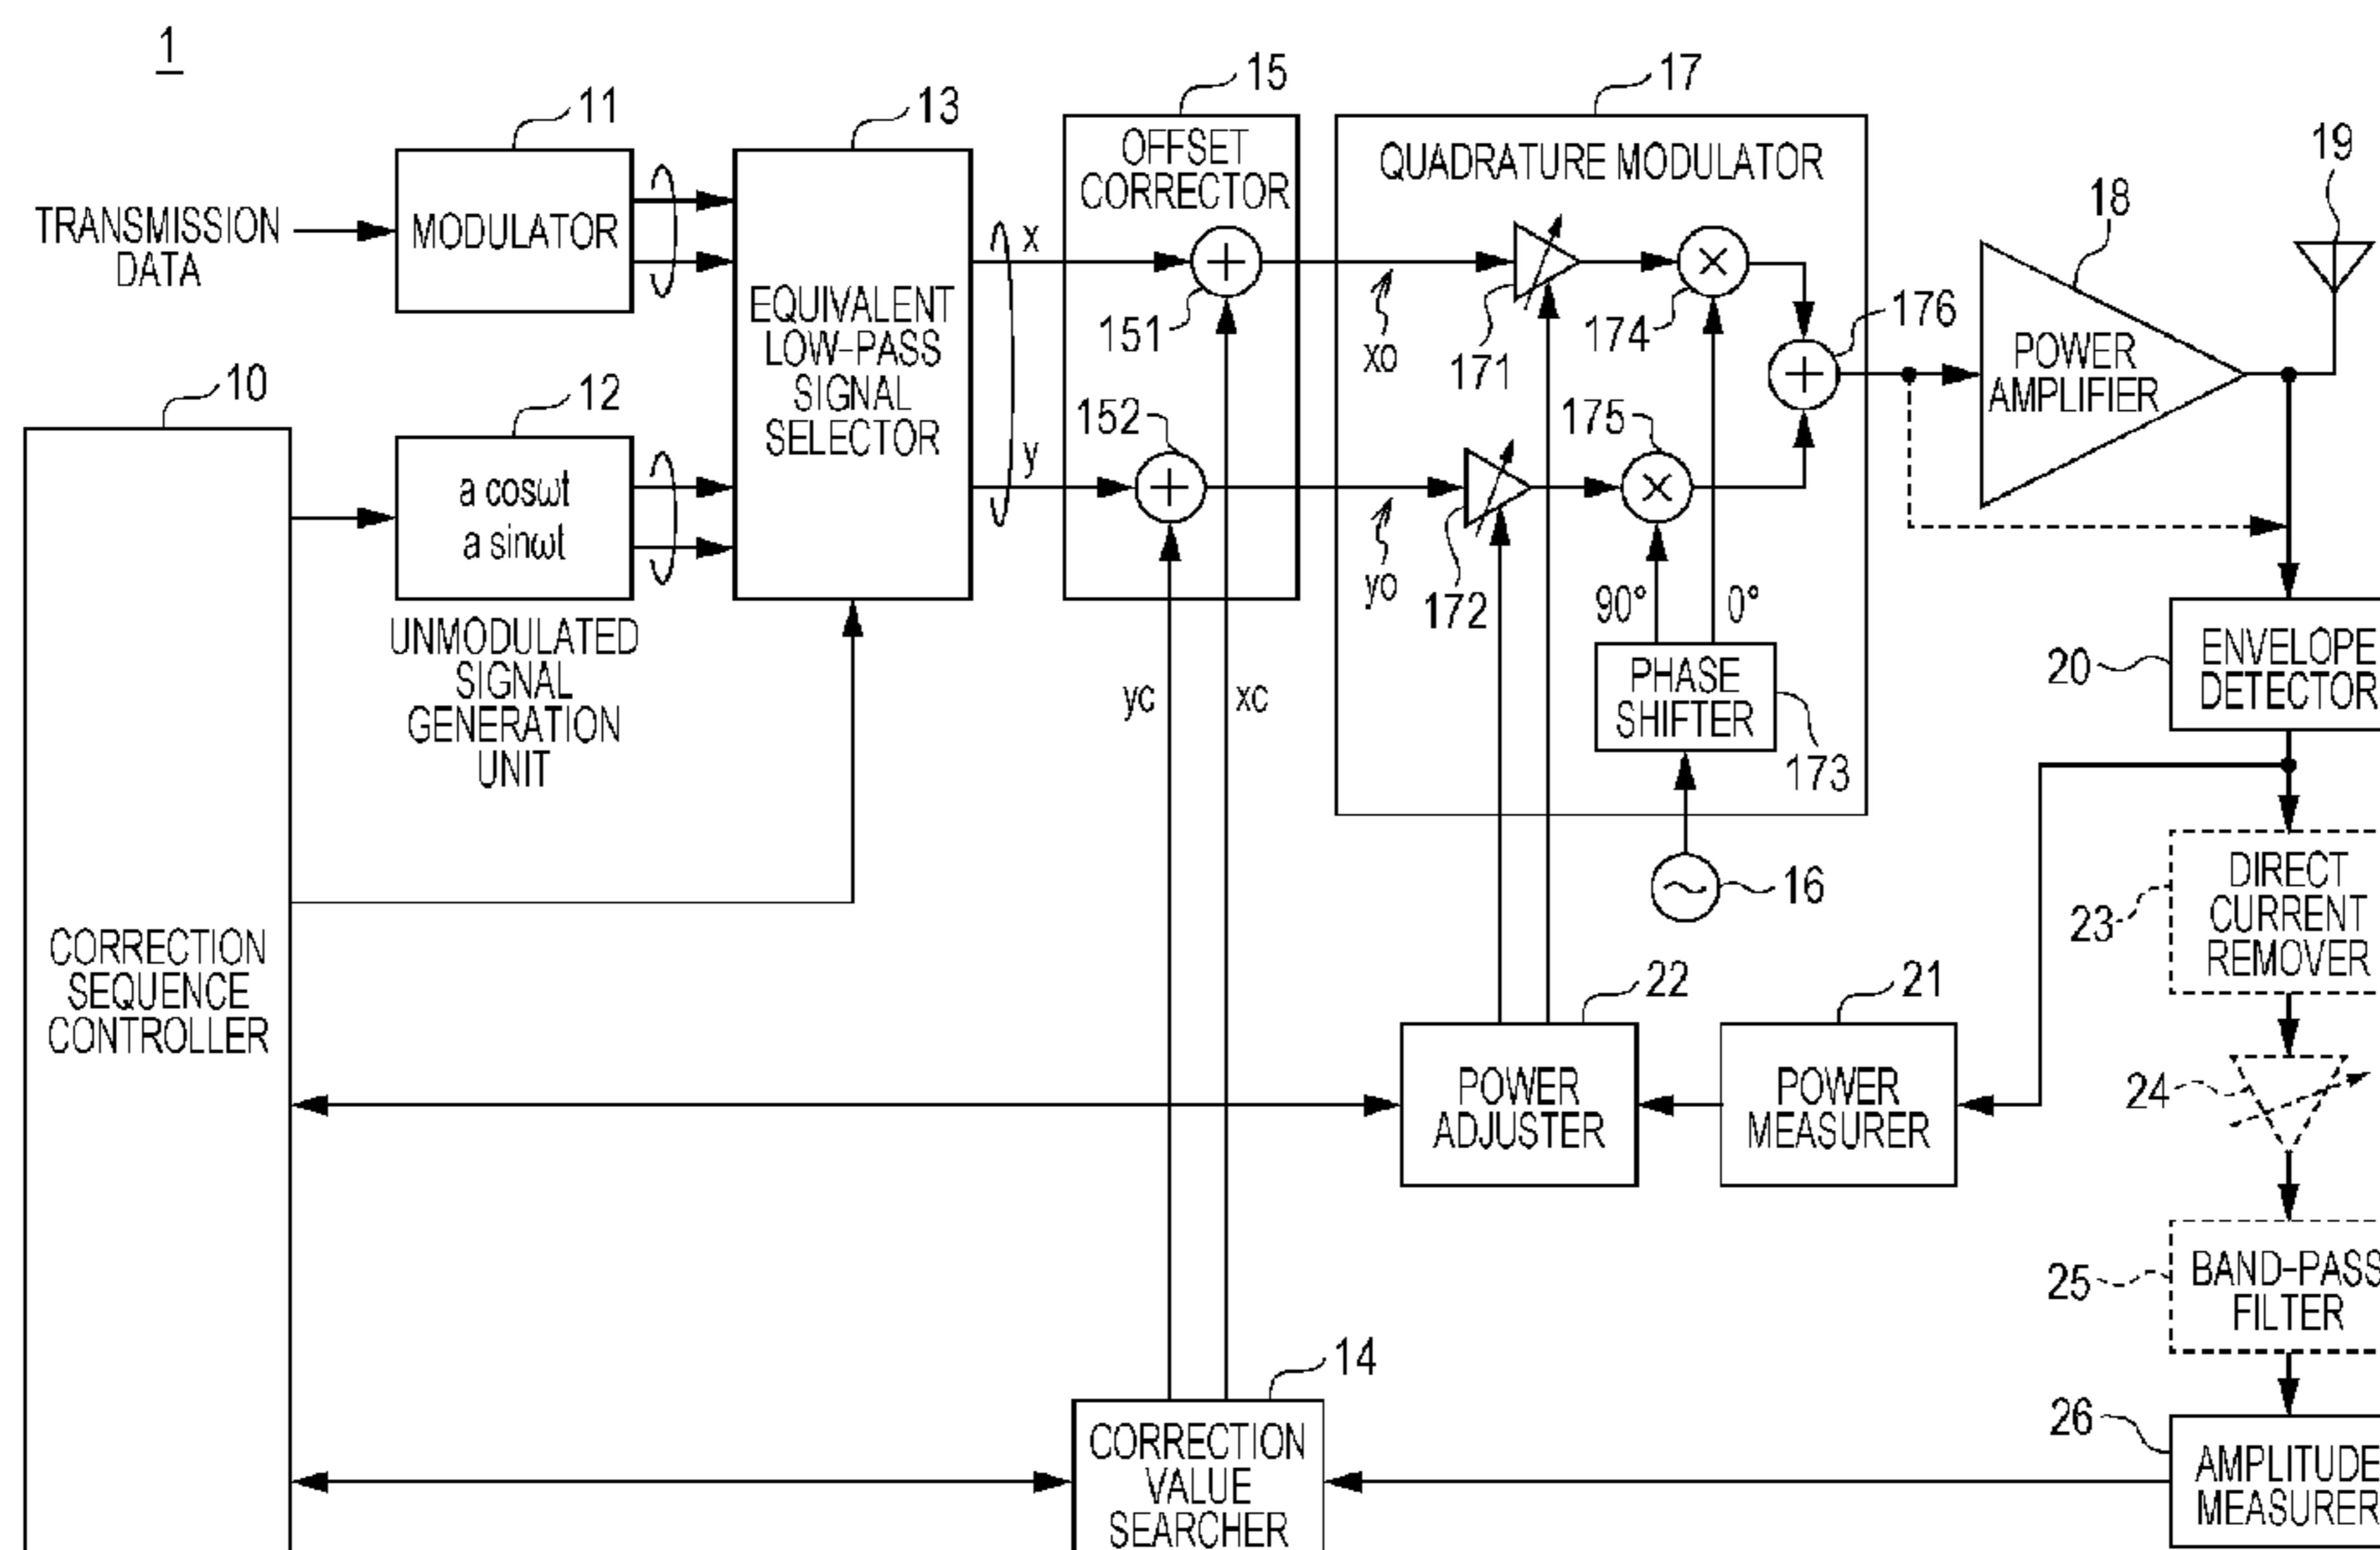 1
11
13
15
17
19
OFFSET
CORRECTOR
QUADRATURE MODULATOR
18
TRANSMISSION
DATA
MODULATOR
x
151
xo
171
174
176
POWER
AMPLIFIER
EQUIVALENT
LOW-PASS
SIGNAL
SELECTOR
10
12
152
175
y
a cosωt
a sinωt
yo
172
90°
0°
UNMODULATED
SIGNAL
GENERATION
UNIT
yc
xc
PHASE
SHIFTER
173
20
ENVELOPE
DETECTOR
16
23
DIRECT
CURRENT
REMOVER
CORRECTION
SEQUENCE
CONTROLLER
22
21
POWER
ADJUSTER
POWER
MEASURER
24
25
BAND-PASS
FILTER
14
CORRECTION
VALUE
SEARCHER
26
AMPLITUDE
MEASURER